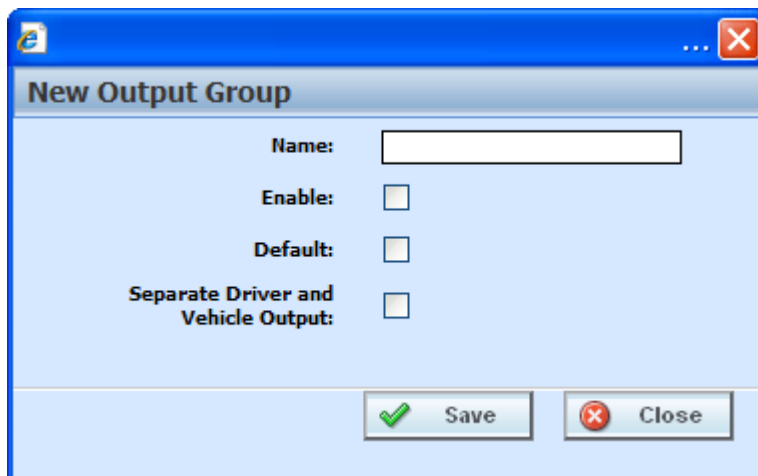 ...
New Output Group
Name:
Enable:
Default:
Separate Driver and
Vehicle Output:
Save
Close